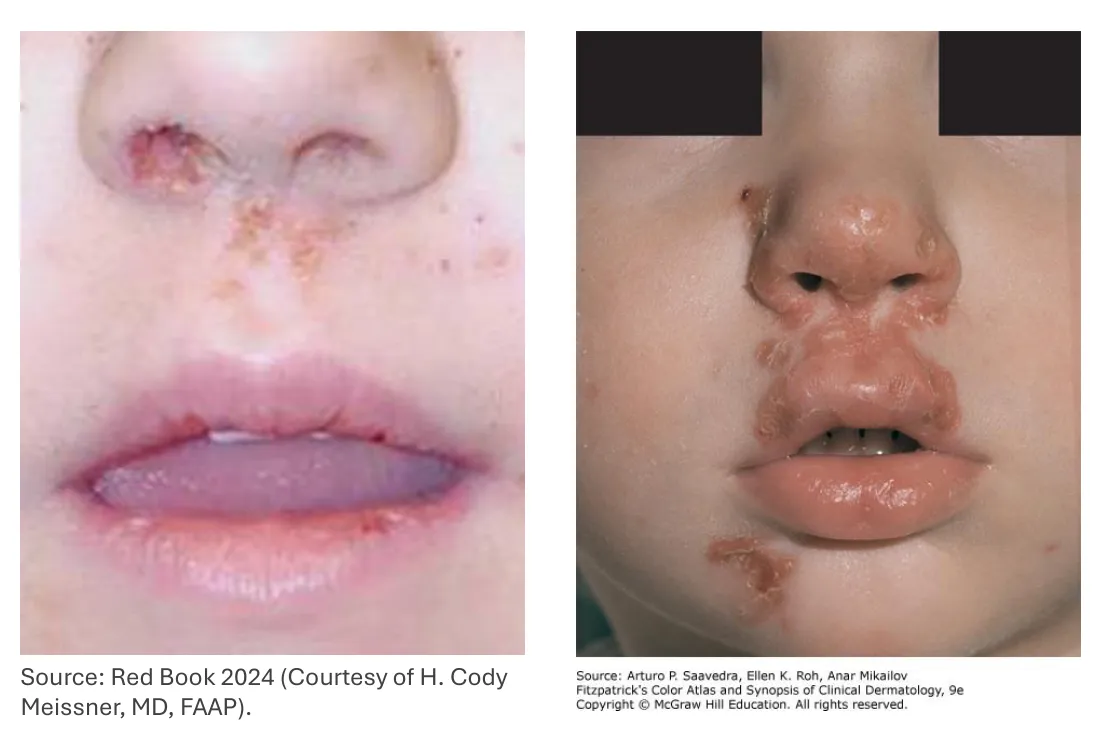 Source: Red Book 2024 (Courtesy of H. Cody
Meissner, MD, FAAP).
Source: Arturo P. Saavedra, Ellen K. Roh, Anar Mikailov
Fitzpatrick's Color Atlas and Synopsis of Clinical Dermatology, 9e
Copyright © McGraw Hill Education. All rights reserved.